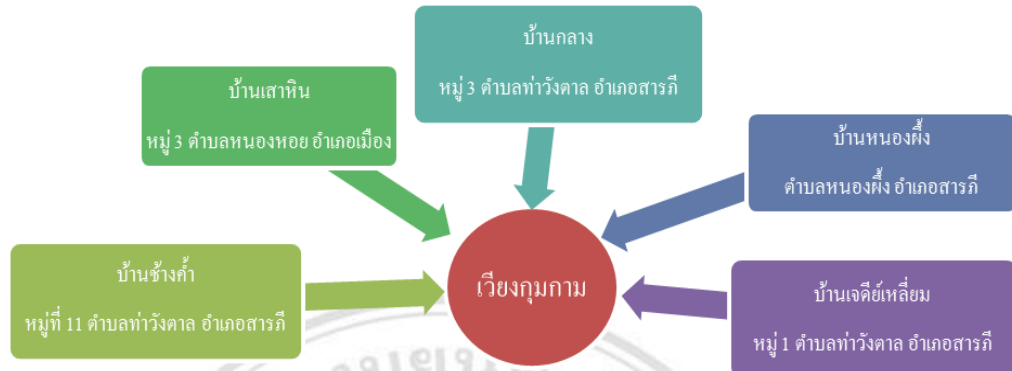 บ้านกลาง
หมู่ 3 ตำบลท่าวังตาล อำเภอสารภี
บ้านเสาหิน
หมู่ 3 ตำบลหนองหอย อำเภอเมือง
บ้านหนองผึ้ง
ตำบลหนองผึ้ง อำเภอสารภี
บ้านช้างค้ำ
หมู่ที่ 11 ตำบลท่าวังตาล อำเภอสารภี
เวียงกุมกาม
บ้านเจดีย์เหลี่ยม
หมู่ 1 ตำบลท่าวังตาล อำเภอสารภี